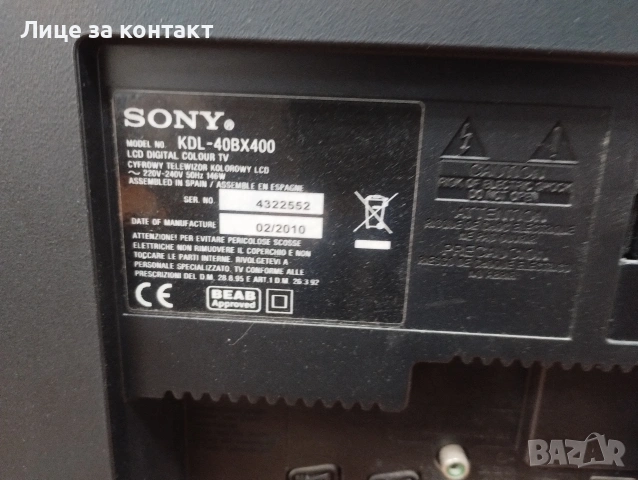 Лице за контакт
SONY®
MODEL NO. KDL-40BX400
LCD DIGITAL COLOUR TV
CYFROWY TELEWIZOR KOLOROWY LCD
~ 220V-240V 50Hz 146W
ASSEMBLED IN SPAIN / ASSEMBLE EN ESPAGNE
SER. NO. 4322552
DATE OF MANUFACTURE 02/2010
ATTENZIONE! PER EVITARE PERICOLOSE SCOSSE
ELETTRICHE NON RIMUOVERE IL COPERCHIO E NON
TOCCARE LE PARTI INTERNE. RIVOLGETEVI A
PERSONALE SPECIALIZZATO. TV CONFORME ALLE
PRESCRIZIONI DEL D.M. 28.8.95 E ART.1 D.M. 26.3.92
CE
BEAB
Approved
CAUTION
RISK OF ELECTRIC SHOCK
DO NOT OPEN
ATTENTION
BAZAR